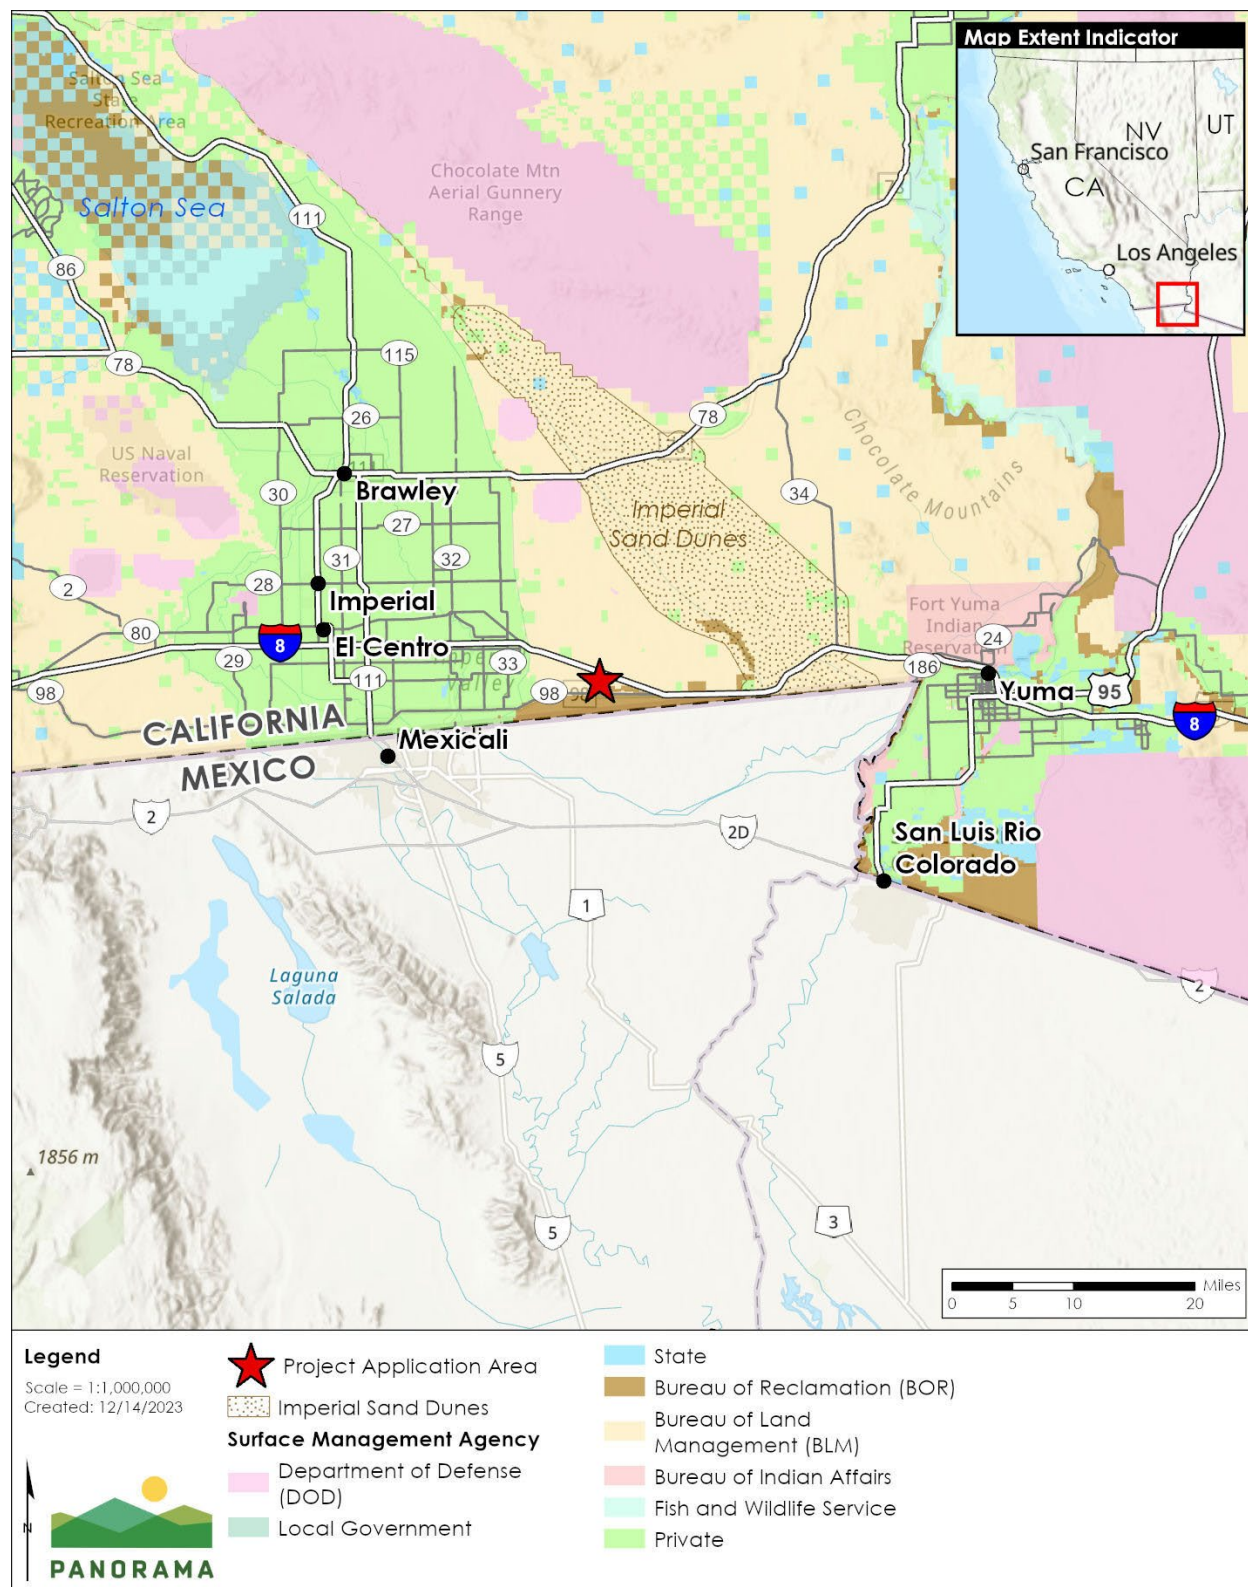 Map Extent Indicator
NV
UT
San Francisco
CA
Los Angeles
Salton Sea
State
Recreation Area
Chocolate Mtn
Aerial Gunnery
Range
Salton Sea
111
86
78
115
26
78
78
US Naval
Reservation
30
Brawley
27
34
Chocolate Mountains
Imperial
Sand Dunes
31
32
2
28
Imperial
Fort Yuma
Indian
Reservation
24
80
8
El Centro
29
33
111
186
98
98
98
Yuma
95
8
CALIFORNIA
MEXICO
Mexicali
2
2D
San Luis Rio
Colorado
1
Laguna
Salada
2
5
1856 m
5
3
Miles
0
5
10
20
Legend
Scale = 1:1,000,000
Created: 12/14/2023
N
PANORAMA
Project Application Area
Imperial Sand Dunes
Surface Management Agency
Department of Defense
(DOD)
Local Government
State
Bureau of Reclamation (BOR)
Bureau of Land
Management (BLM)
Bureau of Indian Affairs
Fish and Wildlife Service
Private